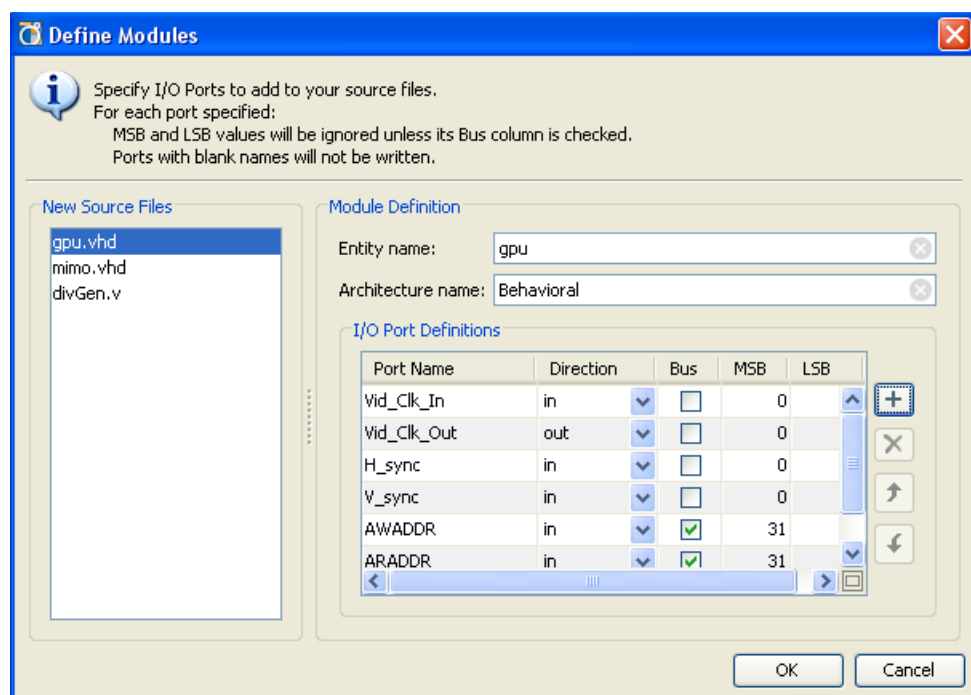 Define Modules
Specify I/O Ports to add to your source files.
For each port specified:
MSB and LSB values will be ignored unless its Bus column is checked.
Ports with blank names will not be written.
New Source Files
gpu.vhd
mimo.vhd
divGen.v
Module Definition
Entity name: gpu
Architecture name: Behavioral
I/O Port Definitions
Port Name Direction Bus MSB LSB
Vid_Clk_In in 0
Vid_Clk_Out out 0
H_sync in 0
V_sync in 0
AWADDR in 31
ARADDR in 31
OK Cancel